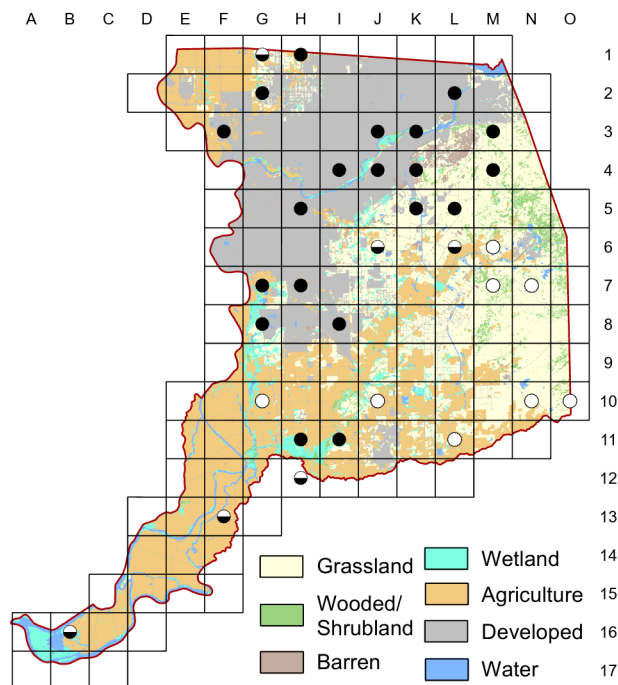 A B C D E F G H I J K L M N O
1
2
3
4
5
6
7
8
9
10
11
12
13
14
15
16
17
Grassland
Wooded/
Shrubland
Barren
Wetland
Agriculture
Developed
Water